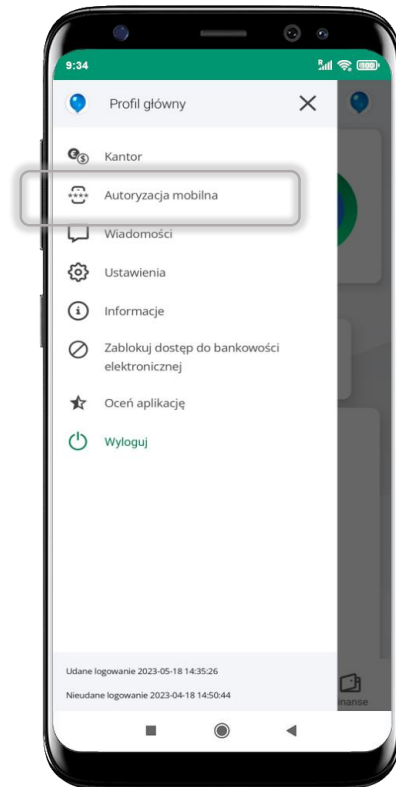 9:34
R
Profil główny
Kantor
Autoryzacja mobilna
Wiadomości
Ustawienia
Informacje
Zablokuj dostęp do bankowości
elektronicznej
Oceń aplikację
Wyloguj
Udane logowanie 2023-05-18 14:35:26
Nieudane logowanie 2023-04-18 14:50:44
inanse